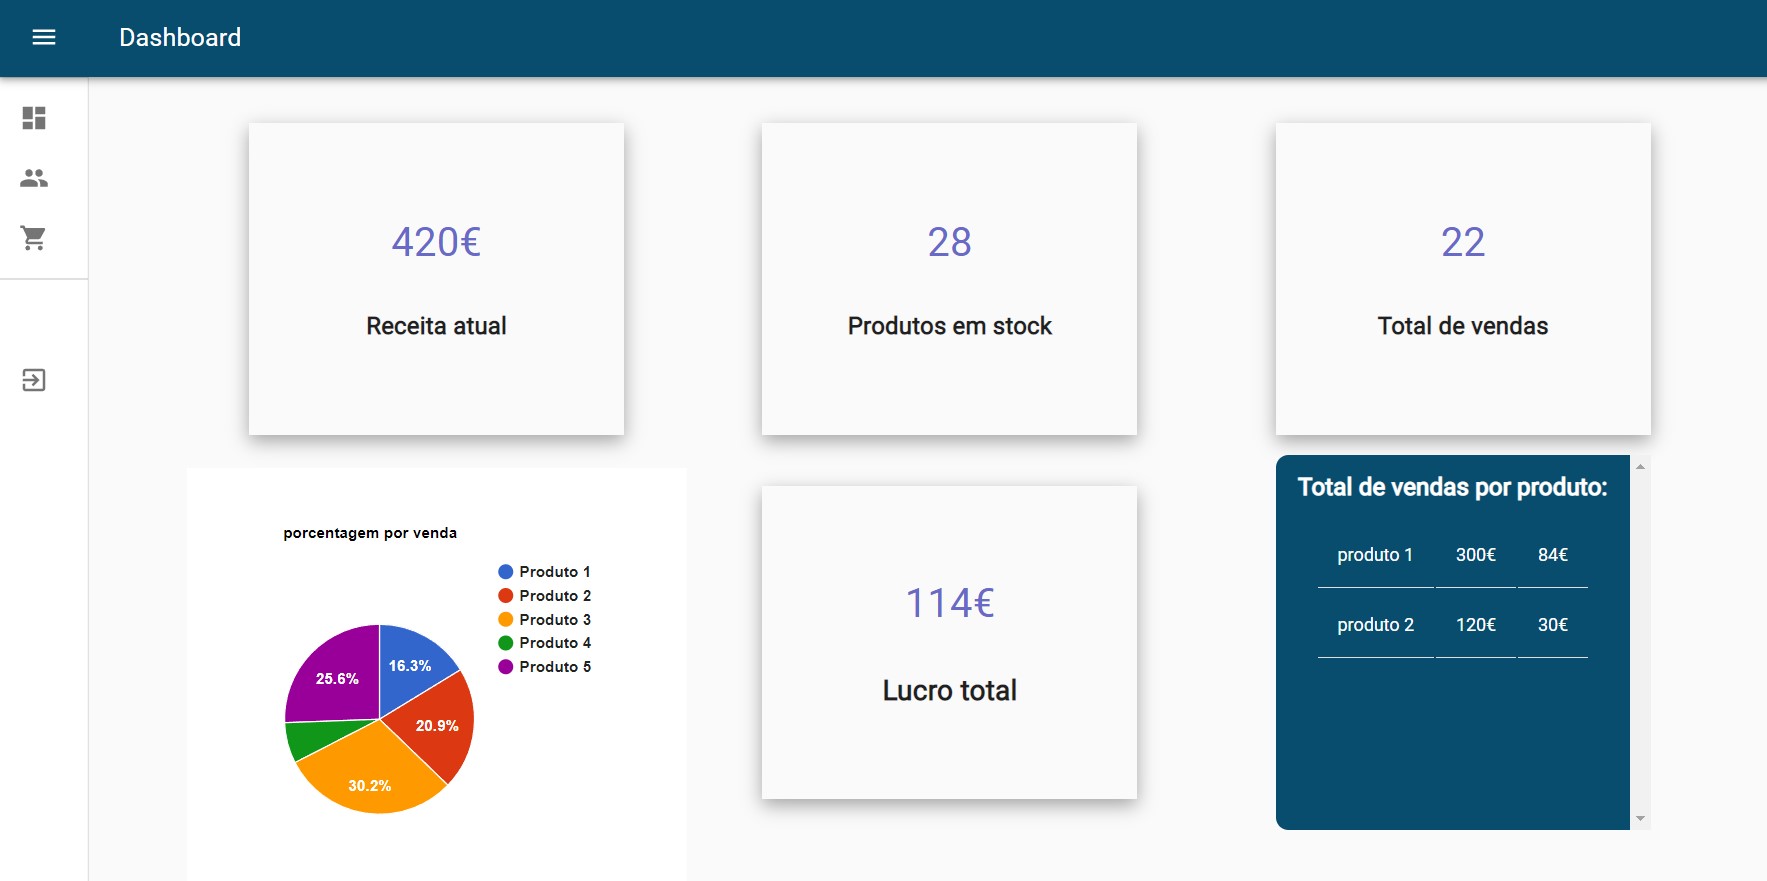 Dashboard
420€
Receita atual
28
Produtos em stock
22
Total de vendas
porcentagem por venda
Produto 1
Produto 2
Produto 3
Produto 4
Produto 5
16.3%
20.9%
30.2%
25.6%
114€
Lucro total
Total de vendas por produto:
produto 1 300€ 84€
produto 2 120€ 30€